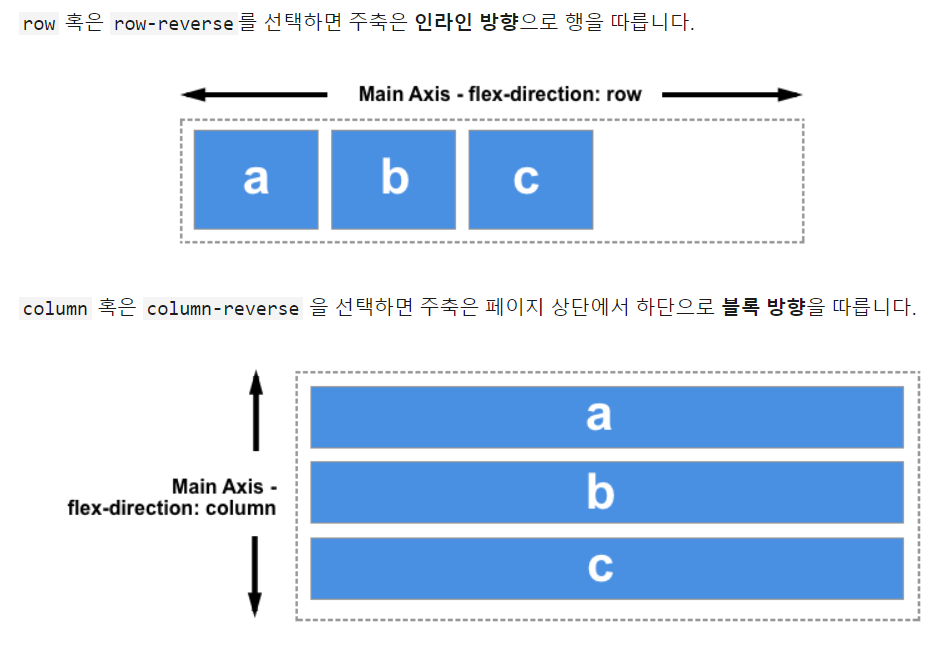 row 혹은 row-reverse를 선택하면 주축은 인라인 방향으로 행을 따릅니다.
Main Axis - flex-direction: row
a b c
column 혹은 column-reverse 을 선택하면 주축은 페이지 상단에서 하단으로 블록 방향을 따릅니다.
a
b
Main Axis -
flex-direction: column
c